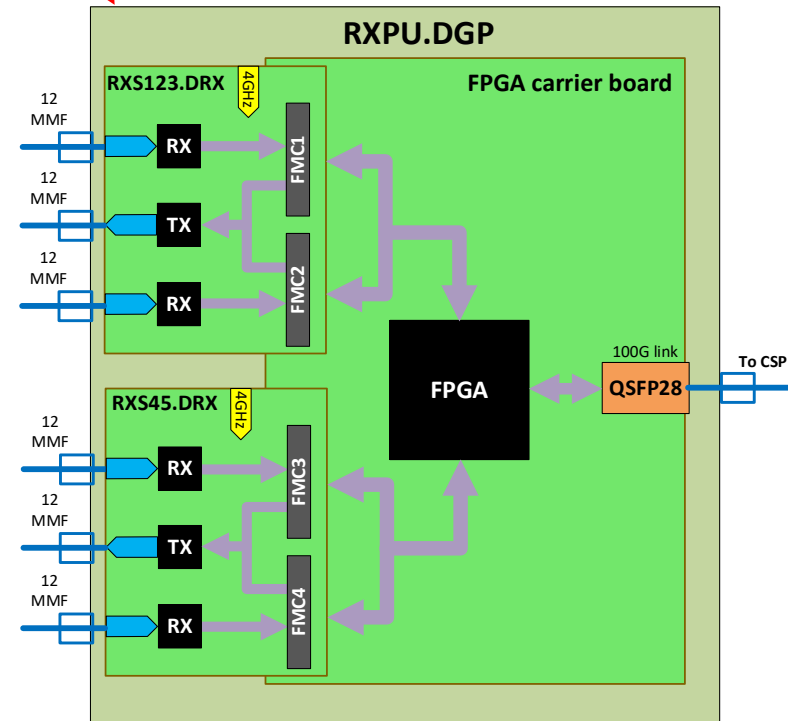 RXPU.DGP
RXS123.DRX
4GHz
FPGA carrier board
12
MMF
RX
FMC1
12
MMF
TX
12
MMF
RX
FMC2
FPGA
100G link
QSFP28
To CSP
RXS45.DRX
4GHz
12
MMF
RX
FMC3
12
MMF
TX
12
MMF
RX
FMC4